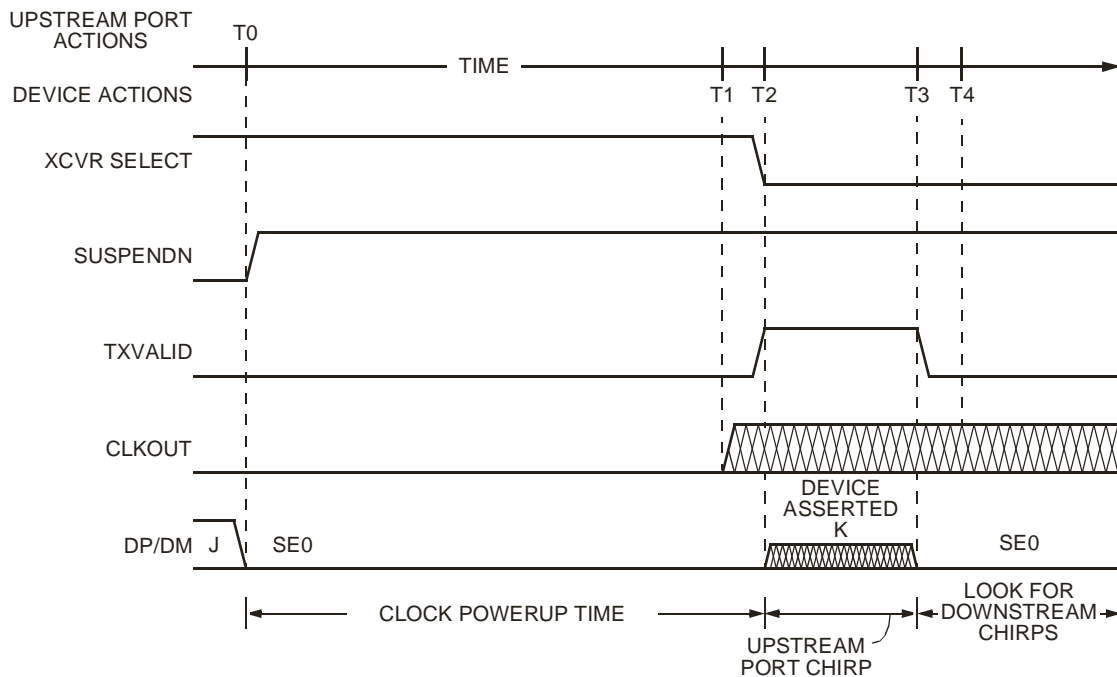 UPSTREAM PORT
ACTIONS
T0
TIME
DEVICE ACTIONS
T1
T2
T3
T4
XCVR SELECT
SUSPENDN
TXVALID
CLKOUT
DEVICE
ASSERTED
K
DP/DM
J
SE0
SE0
CLOCK POWERUP TIME
LOOK FOR
DOWNSTREAM
CHIRPS
UPSTREAM
PORT CHIRP